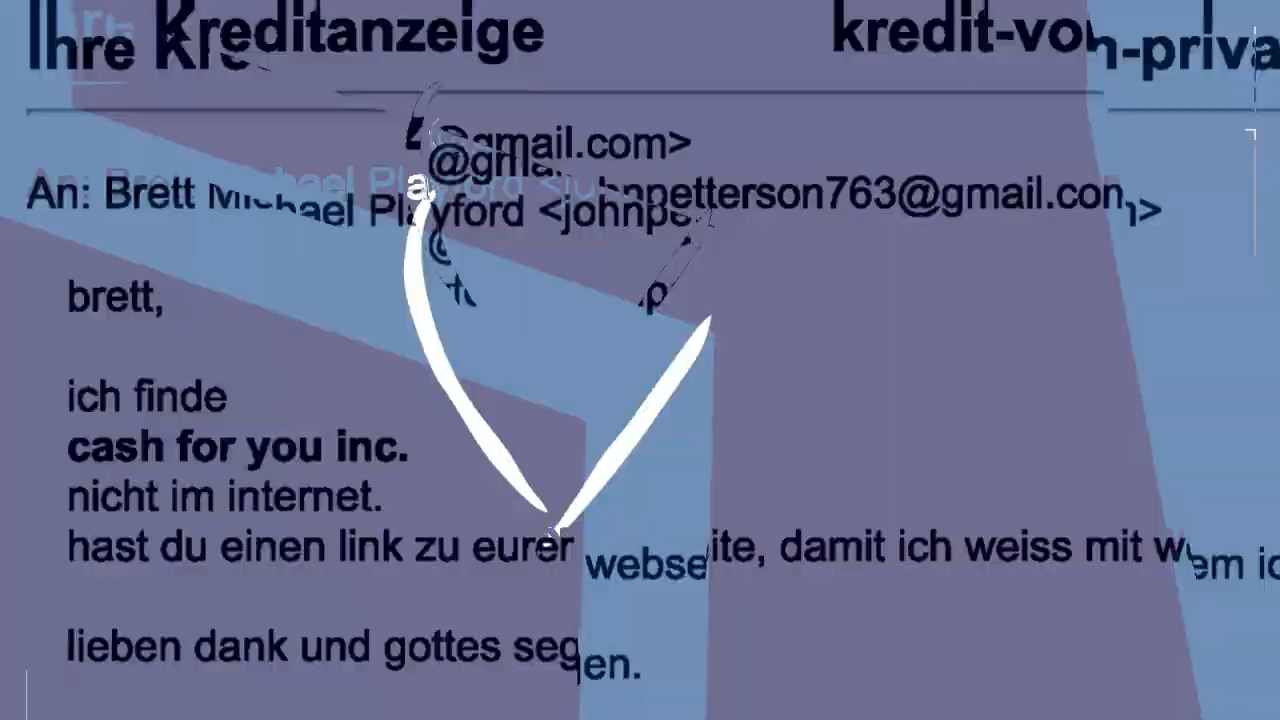 Ihre Kreditanzeige kredit-von-priva
@gmail.com>
An: Brett Michael Playford <johnpetterson763@gmail.com>
brett,
ich finde
cash for you inc.
nicht im internet.
hast du einen link zu eurer webseite, damit ich weiss mit wem ic
lieben dank und gottes segen.